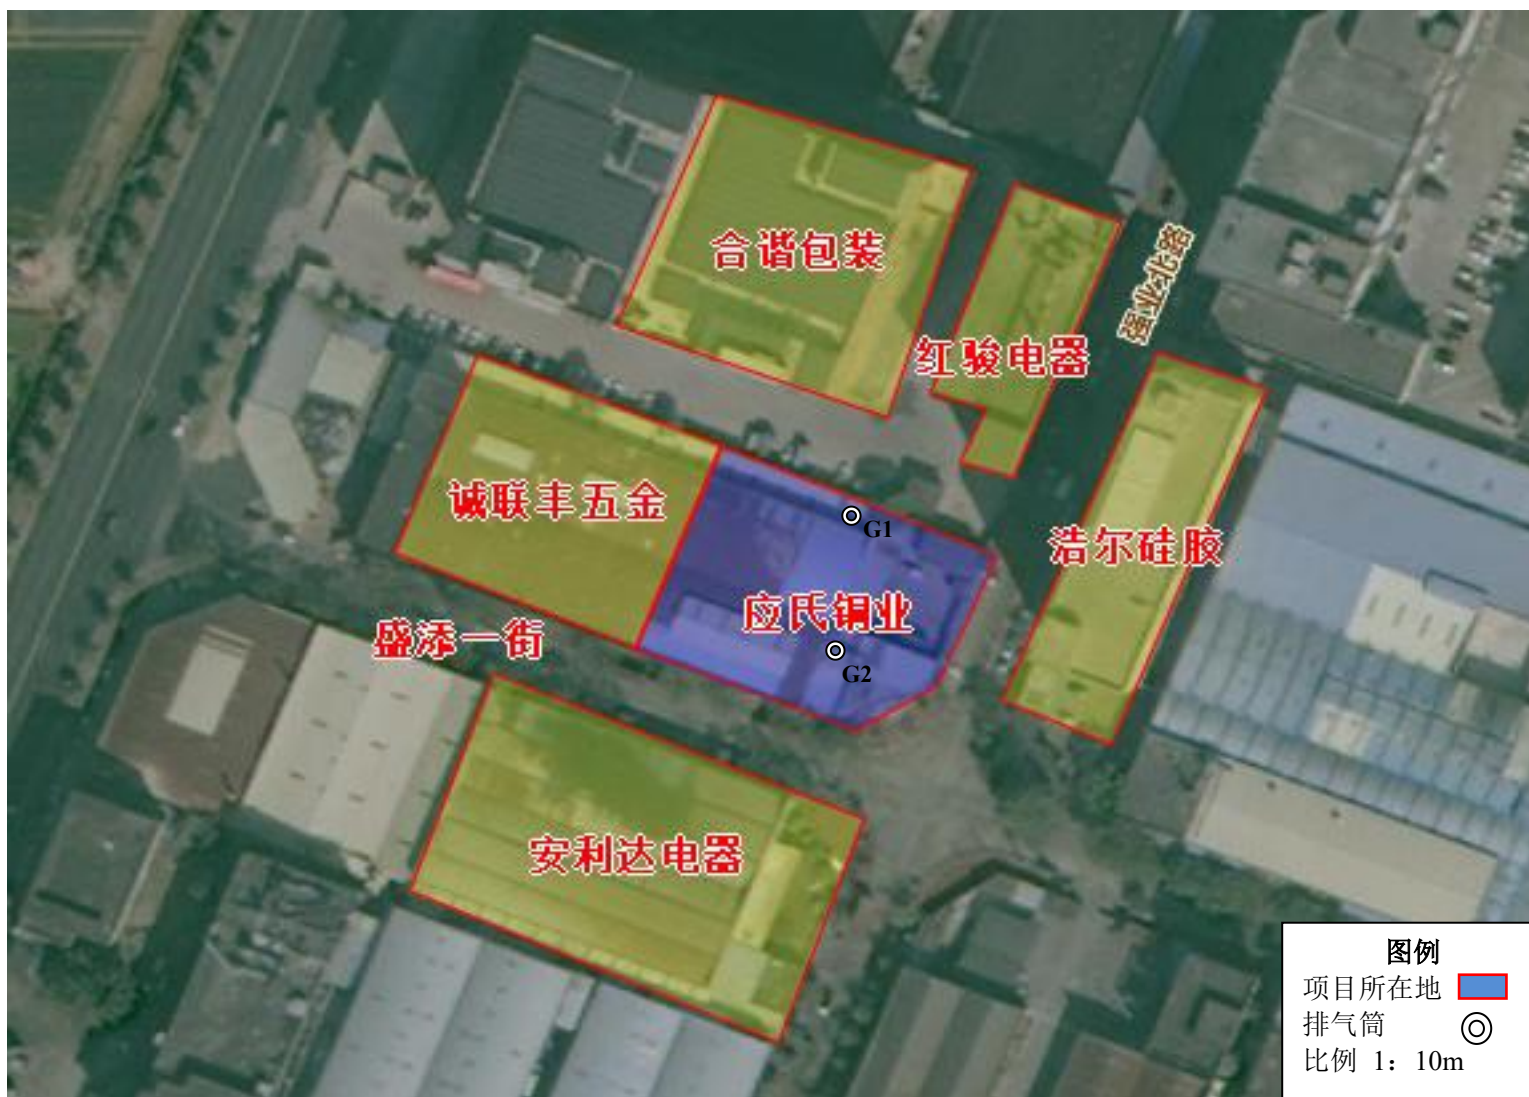 合谐包装
强业北路
红骏电器
诚联丰五金
G1
浩尔硅胶
应氏铜业
盛添一街
G2
安利达电器
图例
项目所在地
排气筒
比例 1：10m